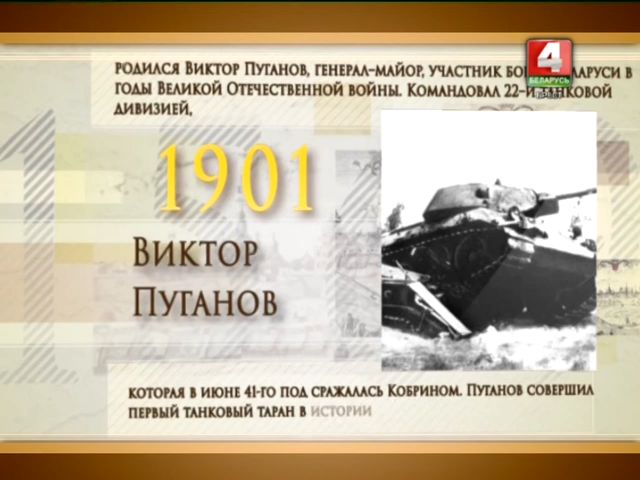 РОДИЛСЯ ВИКТОР ПУГАНОВ, ГЕНЕРАЛ-МАЙОР, УЧАСТНИК В
ГОДЫ ВЕЛИКОЙ ОТЕЧЕСТВЕННОЙ ВОЙНЫ. КОМАНДОВАЛ 22-Й ТАНКОВОЙ
ДИВИЗИЕЙ,
4
БЕЛАРУСЬ
1901
ВИКТОР
ПУГАНОВ
КОТОРАЯ В ИЮНЕ 41-ГО ПОД СРАЖАЛАСЬ КОБРИНОМ. ПУГАНОВ СОВЕРШИЛ
ПЕРВЫЙ ТАНКОВЫЙ ТАРАН В ИСТОРИИ